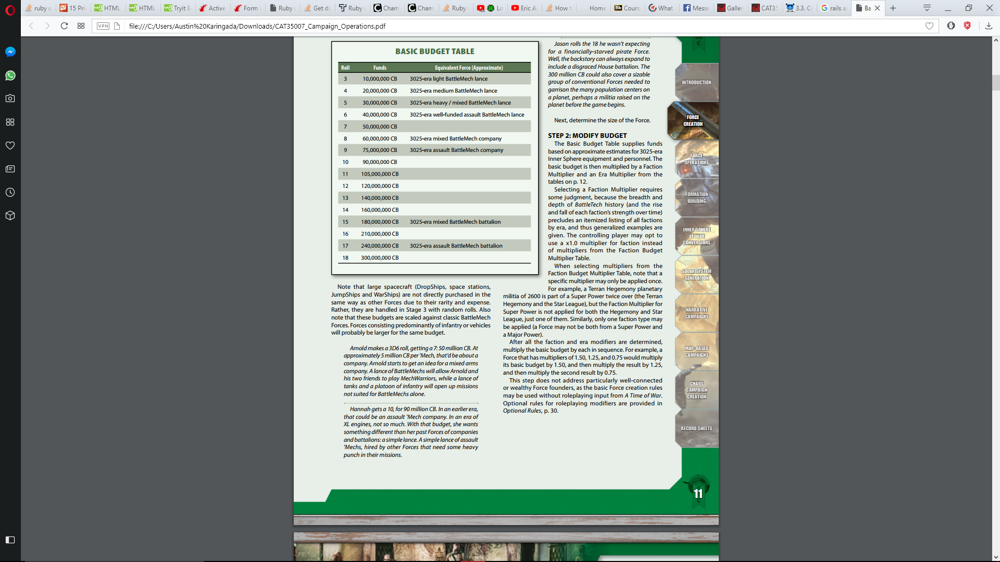 ruby c
15 Pri
HTML
HTML
Tryit E
Active
Form
Ruby
Get da
Ruby
Cham
Cham
Ruby
Lo
Eric A
How t
Home
Cours
What
Messe
Galler
CAT35
3.3. C
rails a
Ba
VPN
file:///C:/Users/Austin%20Karingada/Downloads/CAT35007_Campaign_Operations.pdf
BASIC BUDGET TABLE
Roll Funds Equivalent Force (Approximate)
3 10,000,000 CB 3025-era light BattleMech lance
4 20,000,000 CB 3025-era medium BattleMech lance
5 30,000,000 CB 3025-era heavy / mixed BattleMech lance
6 40,000,000 CB 3025-era well-funded assault BattleMech lance
7 50,000,000 CB
8 60,000,000 CB 3025-era mixed BattleMech company
9 75,000,000 CB 3025-era assault BattleMech company
10 90,000,000 CB
11 105,000,000 CB
12 120,000,000 CB
13 140,000,000 CB
14 160,000,000 CB
15 180,000,000 CB 3025-era mixed BattleMech battalion
16 210,000,000 CB
17 240,000,000 CB 3025-era assault BattleMech battalion
18 300,000,000 CB
Note that large spacecraft (DropShips, space stations,
JumpShips and WarShips) are not directly purchased in the
same way as other Forces due to their rarity and expense.
Rather, they are handled in Stage 3 with random rolls. Also
note that these budgets are scaled against classic BattleMech
Forces. Forces consisting predominantly of infantry or vehicles
will probably be larger for the same budget.
Arnold makes a 3D6 roll, getting a 7: 50 million CB. At
approximately 5 million CB per 'Mech, that'd be about a
company. Arnold starts to get an idea for a mixed arms
company. A lance of BattleMechs will allow Arnold and
his two friends to play MechWarriors, while a lance of
tanks and a platoon of infantry will open up missions
not suited for BattleMechs alone.
Hannah gets a 10, for 90 million CB. In an earlier era,
that could be an assault 'Mech company. In an era of
XL engines, not so much. With that budget, she wants
something different than her past Forces of companies
and battalions: a simple lance. A simple lance of assault
'Mechs, hired by other Forces that need some heavy
punch in their missions.
Jason rolls the 18 he wasn't expecting
for a financially-starved pirate Force.
Well, the backstory can always expand to
include a disgraced House battalion. The
300 million CB could also cover a sizable
group of conventional Forces needed to
garrison the many population centers on
a planet, perhaps a militia raised on the
planet before the game begins.
Next, determine the size of the Force.
STEP 2: MODIFY BUDGET
The Basic Budget Table supplies funds
based on approximate estimates for 3025-era
Inner Sphere equipment and personnel. The
basic budget is then multiplied by a Faction
Multiplier and an Era Multiplier from the
tables on p. 12.
Selecting a Faction Multiplier requires
some judgment, because the breadth and
depth of BattleTech history (and the rise
and fall of each faction's strength over time)
precludes an itemized listing of all factions
by era, and thus generalized examples are
given. The controlling player may opt to
use a x1.0 multiplier for faction instead
of multipliers from the Faction Budget
Multiplier Table.
When selecting multipliers from the
Faction Budget Multiplier Table, note that a
specific multiplier may only be applied once.
For example, a Terran Hegemony planetary
militia of 2600 is part of a Super Power twice over (the Terran
Hegemony and the Star League), but the Faction Multiplier for
Super Power is not applied for both the Hegemony and Star
League, just one of them. Similarly, only one faction type may
be applied (a Force may not be both from a Super Power and
a Major Power).
After all the faction and era modifiers are determined,
multiply the basic budget by each in sequence. For example, a
Force that has multipliers of 1.50, 1.25, and 0.75 would multiply
its basic budget by 1.50, and then multiply the result by 1.25,
and then multiply the second result by 0.75.
This step does not address particularly well-connected
or wealthy Force founders, as the basic Force creation rules
may be used without roleplaying input from A Time of War.
Optional rules for roleplaying modifiers are provided in
Optional Rules, p. 30.
INTRODUCTION
FORCE
CREATION
FORCE
OPERATIONS
FORMATION
BUILDING
INNER SPHERE
AT WAR
CONVERSIONS
SOLAR SYSTEM
GENERATION
NARRATIVE
CAMPAIGNS
MAP-BASED
CAMPAIGNS
CHAOS
CAMPAIGN
CREATION
RECORD SHEETS
11